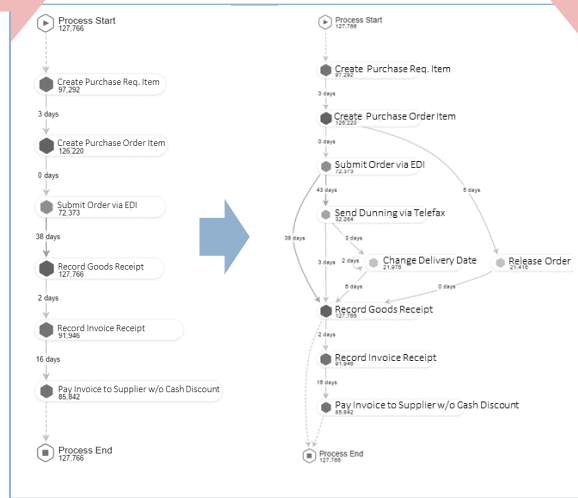 Process Start
127,766
Create Purchase Req. Item
97,292
3 days
Create Purchase Order Item
126,220
0 days
Submit Order via EDI
72,373
38 days
Record Goods Receipt
127,766
2 days
Record Invoice Receipt
91,946
16 days
Pay Invoice to Supplier w/o Cash Discount
85,842
Process End
127,766
Process Start
127,766
Create Purchase Req. Item
97,292
3 days
Create Purchase Order Item
126,220
0 days
Submit Order via EDI
72,373
43 days
5 days
Send Dunning via Telefax
32,264
38 days
3 days
3 days
2 days
Change Delivery Date
21,976
Release Order
21,416
6 days
0 days
Record Goods Receipt
127,766
2 days
Record Invoice Receipt
91,946
16 days
Pay Invoice to Supplier w/o Cash Discount
85,842
Process End
127,766